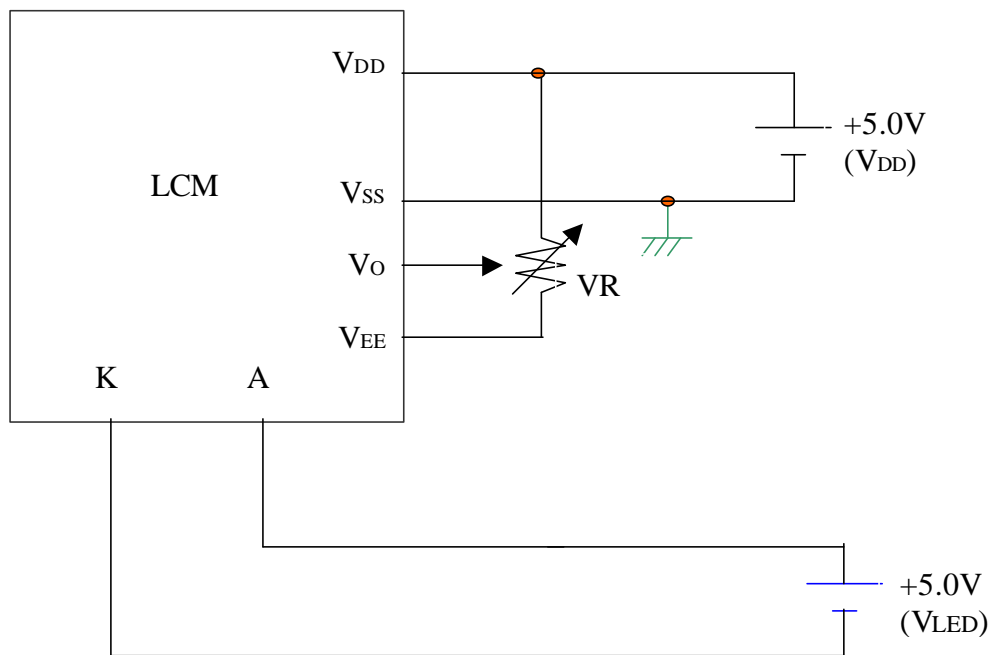 VDD
+5.0V
(VDD)
LCM
VSS
VO
VR
VEE
K A
+5.0V
(VLED)